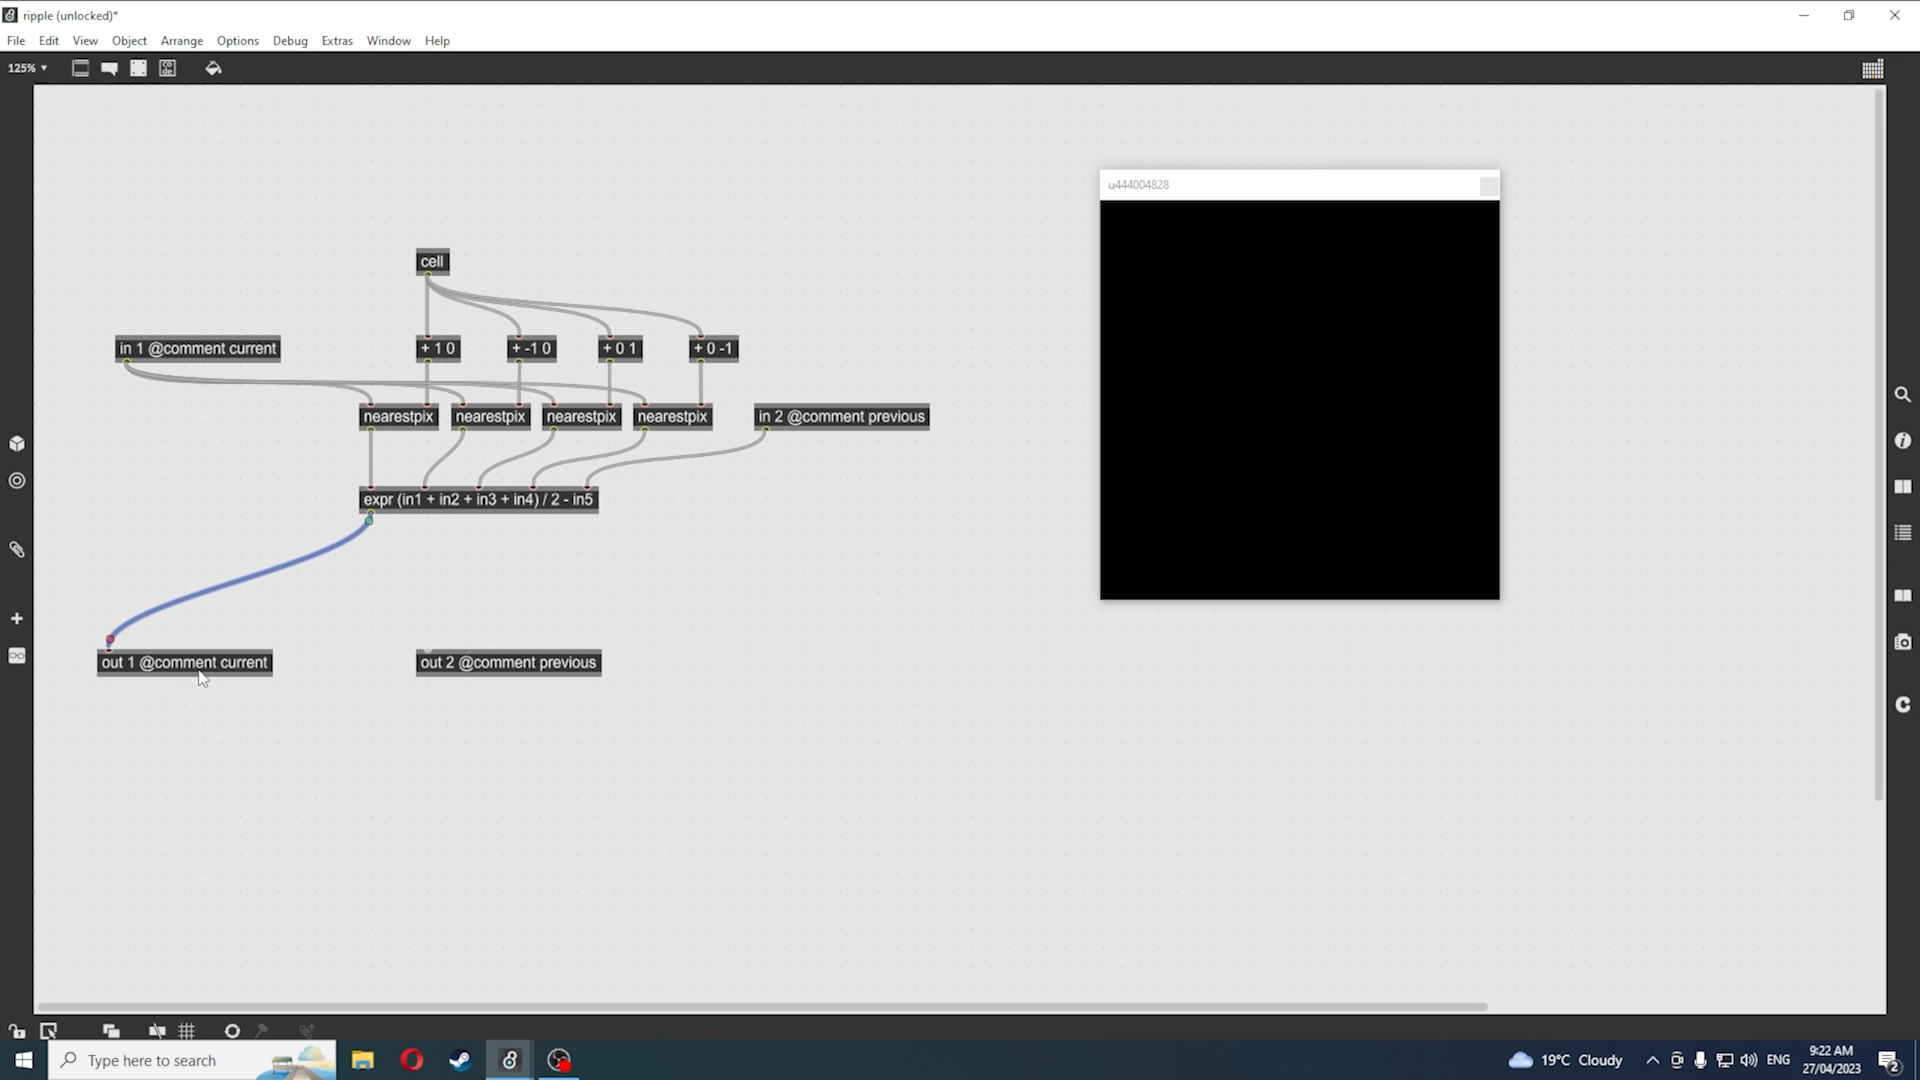 ripple (unlocked)*
File Edit View Object Arrange Options Debug Extras Window Help
125%
u444004828
cell
in 1 @comment current
+ 1 0
+ -1 0
+ 0 1
+ 0 -1
nearestpix
nearestpix
nearestpix
nearestpix
in 2 @comment previous
expr (in1 + in2 + in3 + in4) / 2 - in5
out 1 @comment current
out 2 @comment previous
Type here to search
19°C Cloudy
ENG
9:22 AM
27/04/2023
2